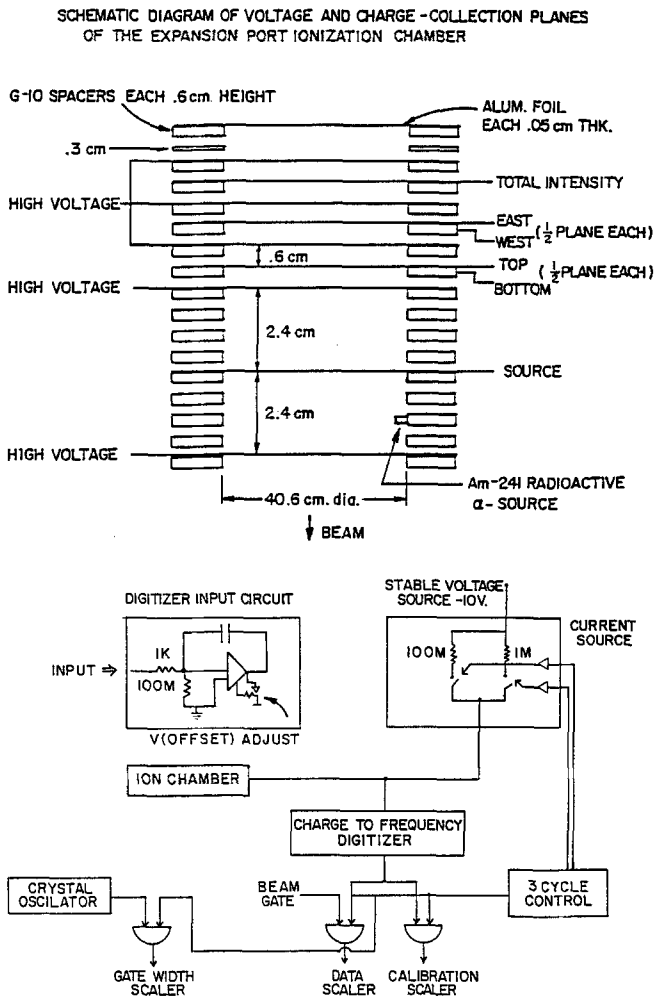 SCHEMATIC DIAGRAM OF VOLTAGE AND CHARGE-COLLECTION PLANES
OF THE EXPANSION PORT IONIZATION CHAMBER
G-10 SPACERS EACH .6cm HEIGHT
ALUM. FOIL
EACH .05cm THK.
.3 cm
TOTAL INTENSITY
HIGH VOLTAGE
EAST
WEST (1/2 PLANE EACH)
.6 cm
TOP (1/2 PLANE EACH)
BOTTOM
HIGH VOLTAGE
2.4 cm
SOURCE
2.4 cm
HIGH VOLTAGE
Am-241 RADIOACTIVE
α- SOURCE
40.6 cm. dia.
BEAM
STABLE VOLTAGE
SOURCE -10V.
DIGITIZER INPUT CIRCUIT
CURRENT
SOURCE
1K
100M
1M
INPUT ⇒
100M
V(OFFSET) ADJUST
ION CHAMBER
CHARGE TO FREQUENCY
DIGITIZER
CRYSTAL
OSCILATOR
BEAM
GATE
3 CYCLE
CONTROL
GATE WIDTH
SCALER
DATA
SCALER
CALIBRATION
SCALER